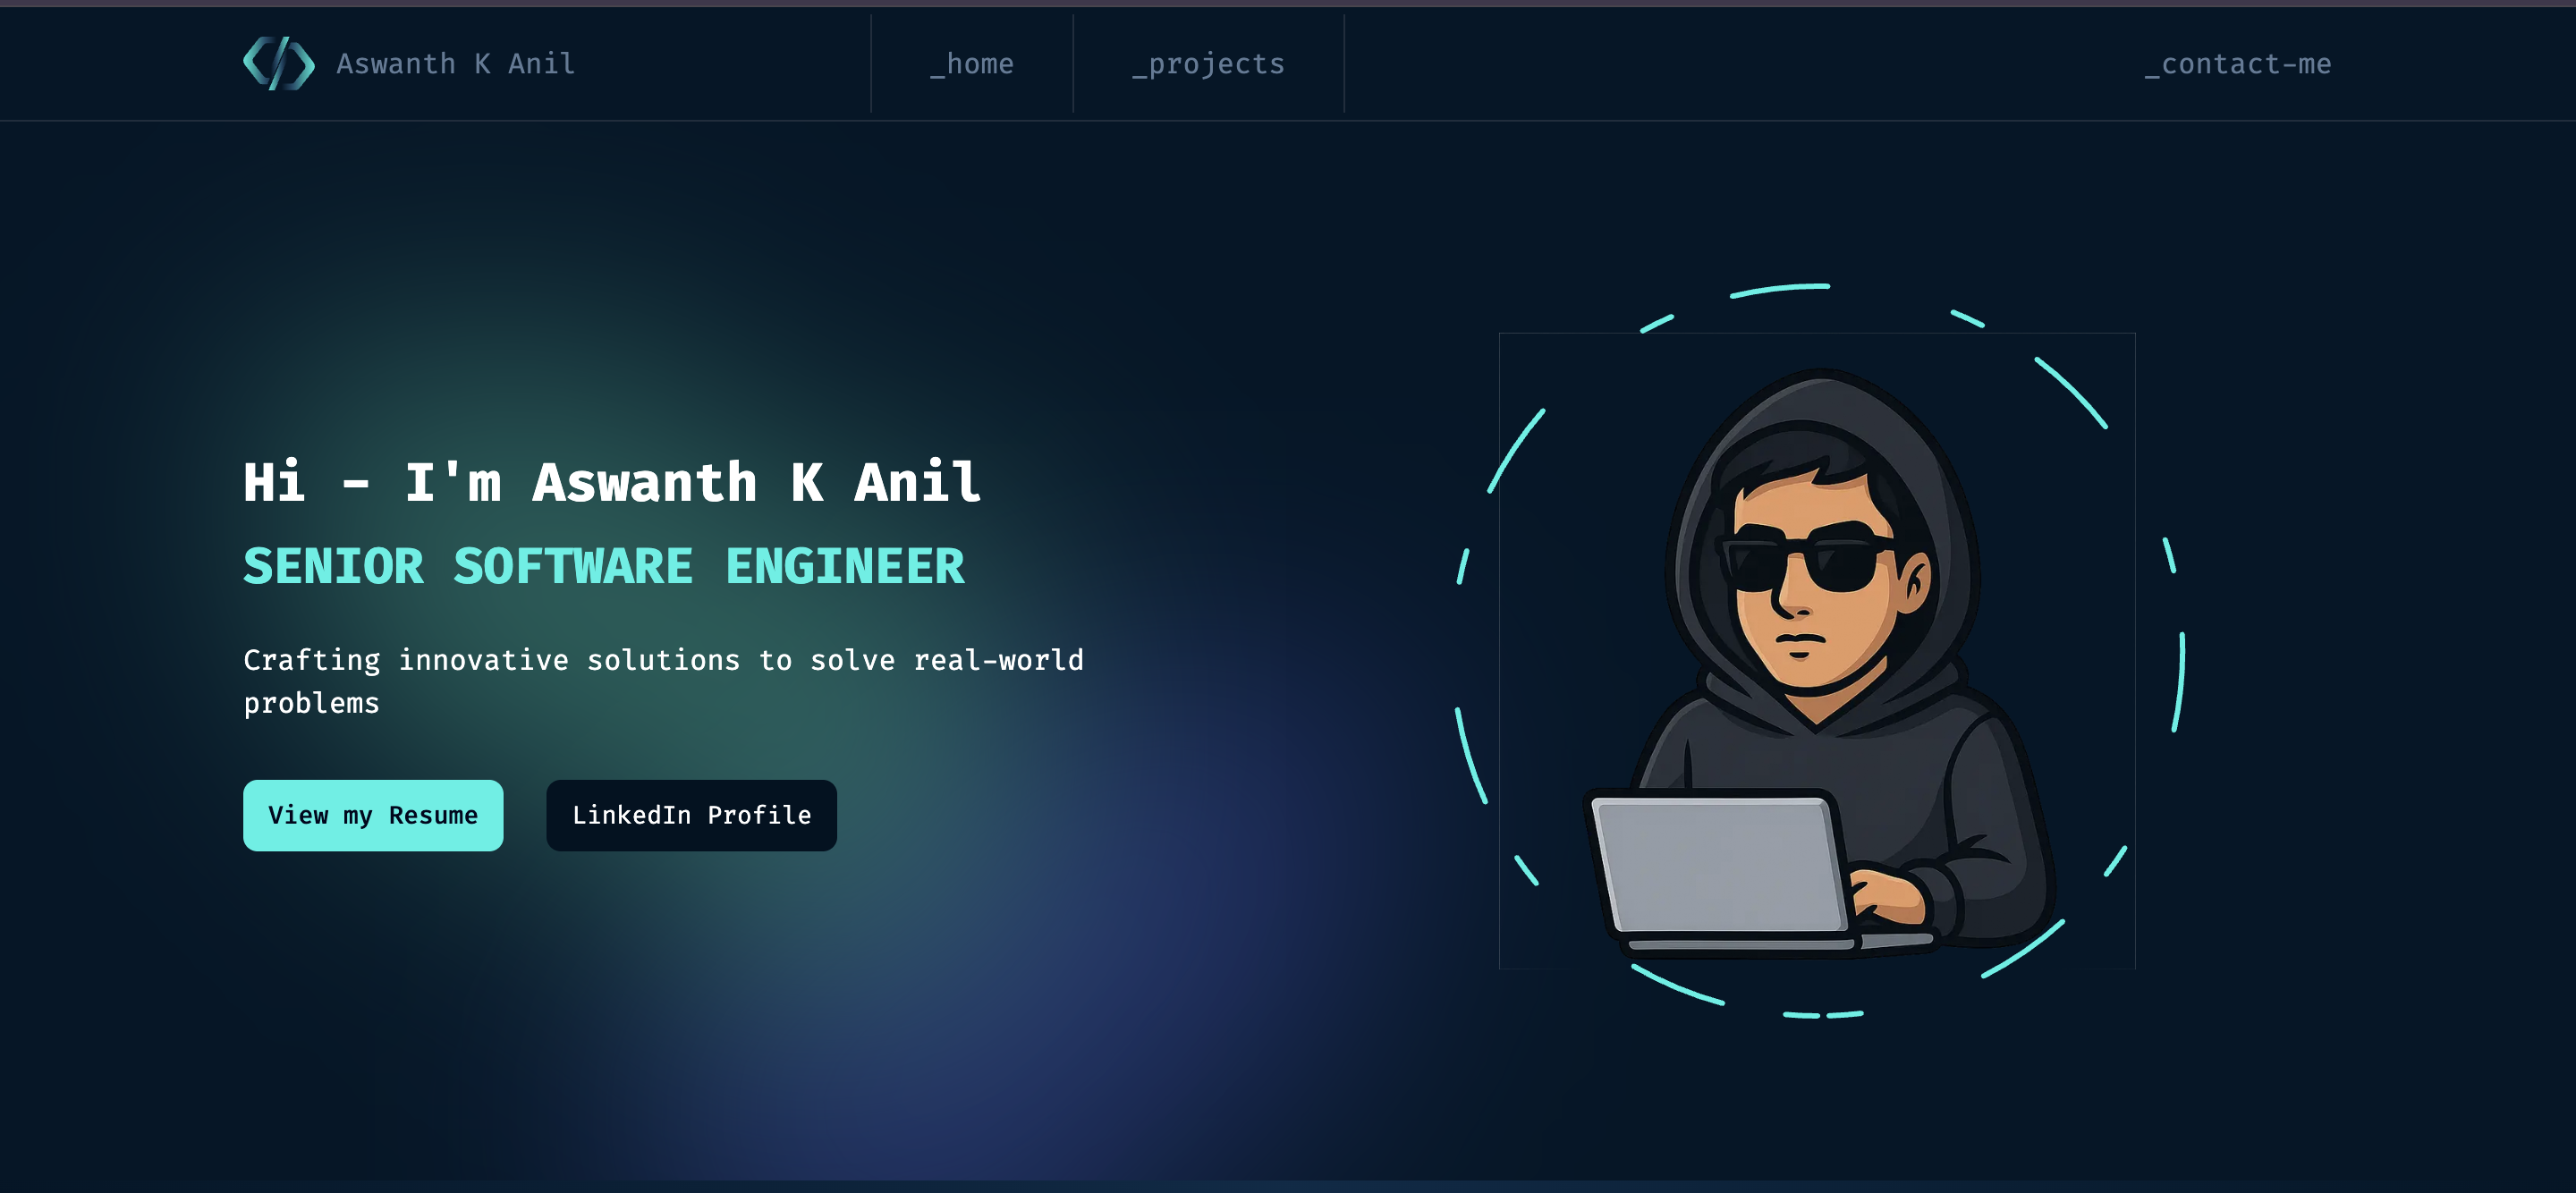 Aswanth K Anil
_home
_projects
_contact-me
Hi - I'm Aswanth K Anil
SENIOR SOFTWARE ENGINEER
Crafting innovative solutions to solve real-world
problems
View my Resume
LinkedIn Profile